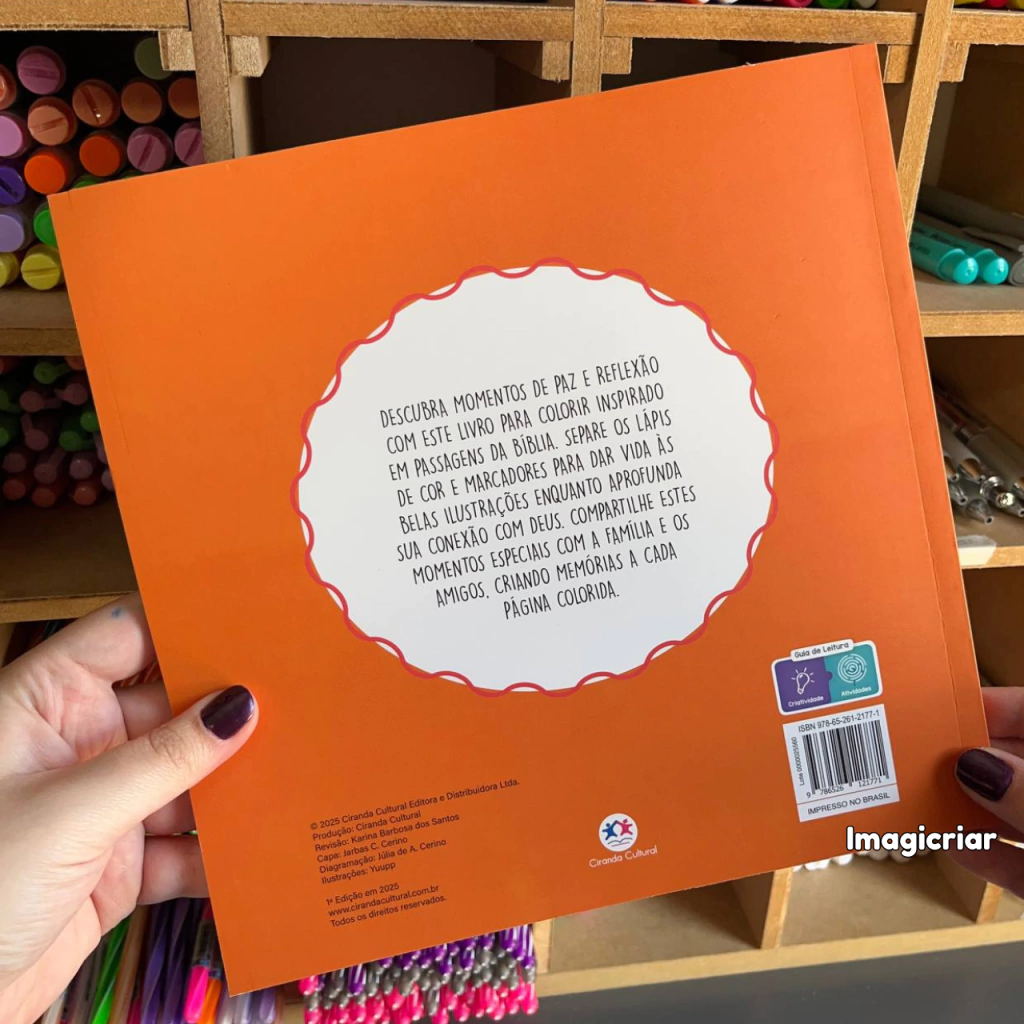 DESCUBRA MOMENTOS DE PAZ E REFLEXÃO
COM ESTE LIVRO PARA COLORIR INSPIRADO
EM PASSAGENS DA BÍBLIA. SEPARE OS LÁPIS
DE COR E MARCADORES PARA DAR VIDA ÀS
BELAS ILUSTRAÇÕES ENQUANTO APROFUNDA
SUA CONEXÃO COM DEUS. COMPARTILHE ESTES
MOMENTOS ESPECIAIS COM A FAMÍLIA E OS
AMIGOS, CRIANDO MEMÓRIAS A CADA
PÁGINA COLORIDA.
Guia de Leitura
Criatividade
Atividades
ISBN 978-65-261-2177-1
Lote 0000025580
9 786526 121771
IMPRESSO NO BRASIL
© 2025 Ciranda Cultural Editora e Distribuidora Ltda.
Produção: Ciranda Cultural
Revisão: Karina Barbosa dos Santos
Capa: Jarbas C. Cerino
Diagramação: Júlia de A. Cerino
Ilustrações: Yuupp
1ª Edição em 2025
www.cirandacultural.com.br
Todos os direitos reservados.
Ciranda Cultural
Imagicriar